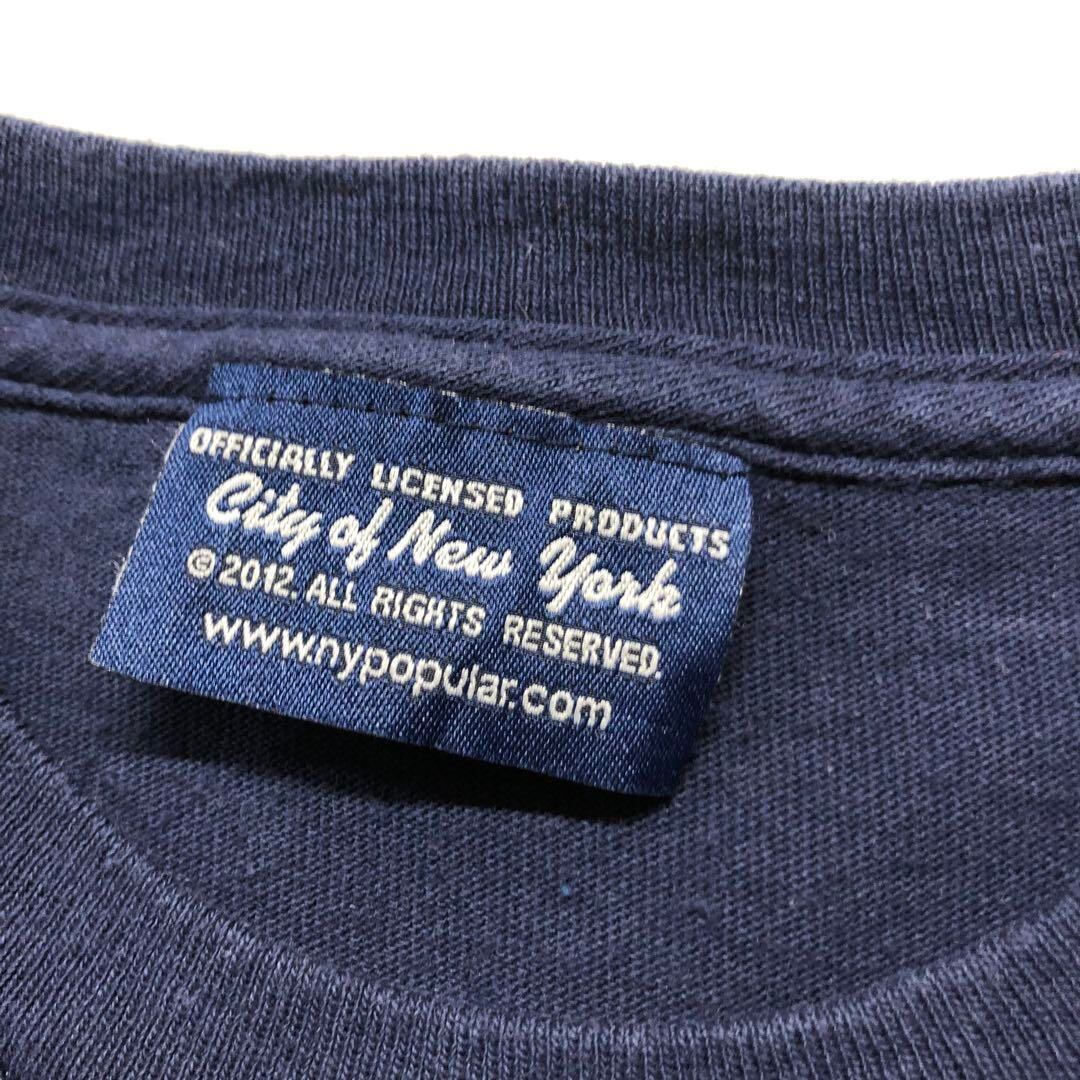 OFFICIALLY LICENSED PRODUCTS
City of New York
©2012. ALL RIGHTS RESERVED.
www.nypopular.com